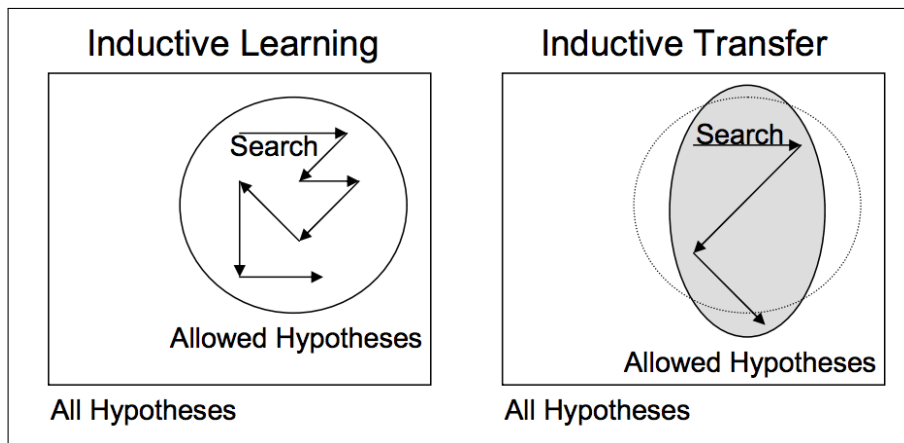 Inductive Learning
Search
Allowed Hypotheses
All Hypotheses
Inductive Transfer
Search
Allowed Hypotheses
All Hypotheses